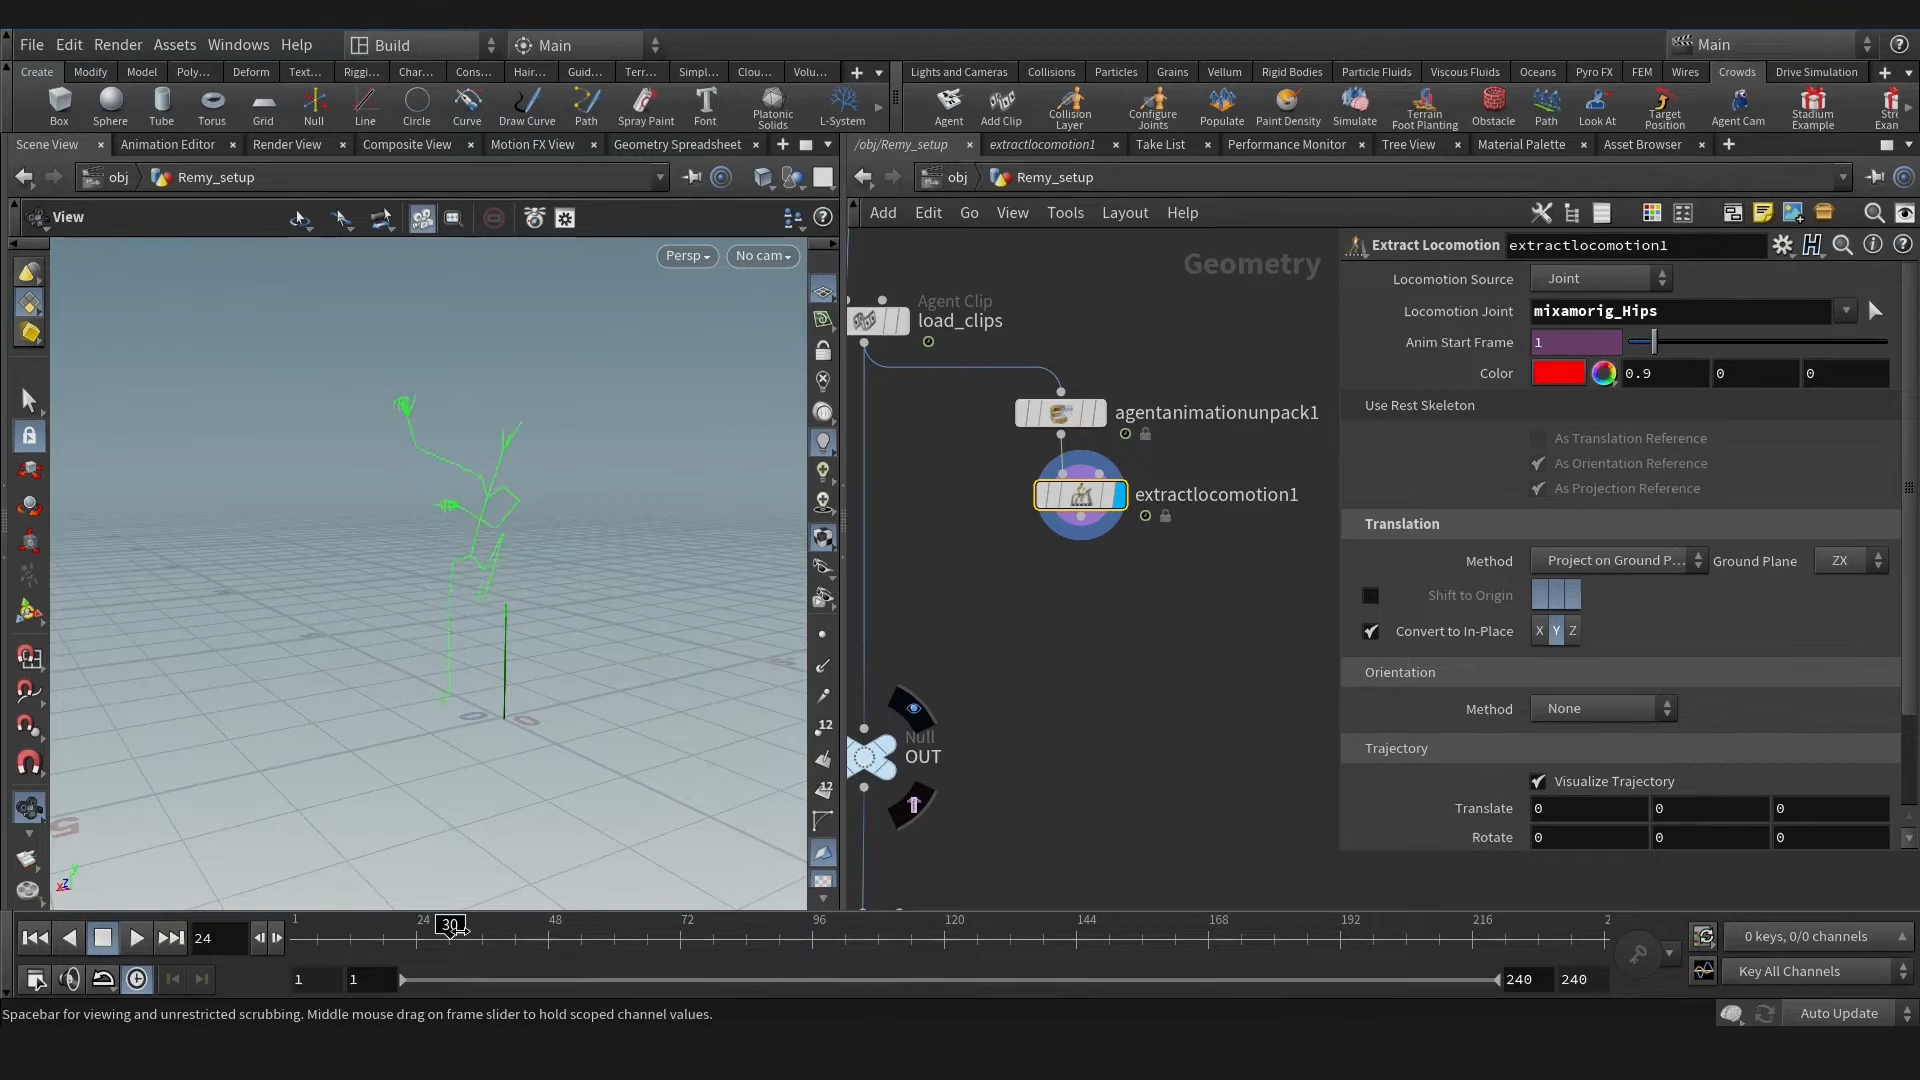 File Edit Render Assets Windows Help Build Main Main
Create Modify Model Poly... Deform Text... Riggi... Char... Cons... Hair... Guid... Terr... Simpl... Clou... Volu... Lights and Cameras Collisions Particles Grains Vellum Rigid Bodies Particle Fluids Viscous Fluids Oceans Pyro FX FEM Wires Crowds Drive Simulation
Box Sphere Tube Torus Grid Null Line Circle Curve Draw Curve Path Spray Paint Font Platonic Solids L-System Agent Add Clip Collision Layer Configure Joints Populate Paint Density Simulate Terrain Foot Planting Obstacle Path Look At Target Position Agent Cam Stadium Example Stre Exan
Scene View Animation Editor Render View Composite View Motion FX View Geometry Spreadsheet /obj/Remy_setup extractlocomotion1 Take List Performance Monitor Tree View Material Palette Asset Browser
obj Remy_setup obj Remy_setup
View Add Edit Go View Tools Layout Help
Persp No cam
Geometry
Agent Clip
load_clips
agentanimationunpack1
extractlocomotion1
Null
OUT
Extract Locomotion extractlocomotion1
Locomotion Source Joint
Locomotion Joint mixamorig_Hips
Anim Start Frame 1
Color 0.9 0 0
Use Rest Skeleton
As Translation Reference
As Orientation Reference
As Projection Reference
Translation
Method Project on Ground P... Ground Plane ZX
Shift to Origin
Convert to In-Place X Y Z
Orientation
Method None
Trajectory
Visualize Trajectory
Translate 0 0 0
Rotate 0 0 0
12
12
5
0 0
Y
Z
X
1 24 30 48 72 96 120 144 168 192 216 2
24 0 keys, 0/0 channels
1 1 240 240 Key All Channels
Spacebar for viewing and unrestricted scrubbing. Middle mouse drag on frame slider to hold scoped channel values. Auto Update